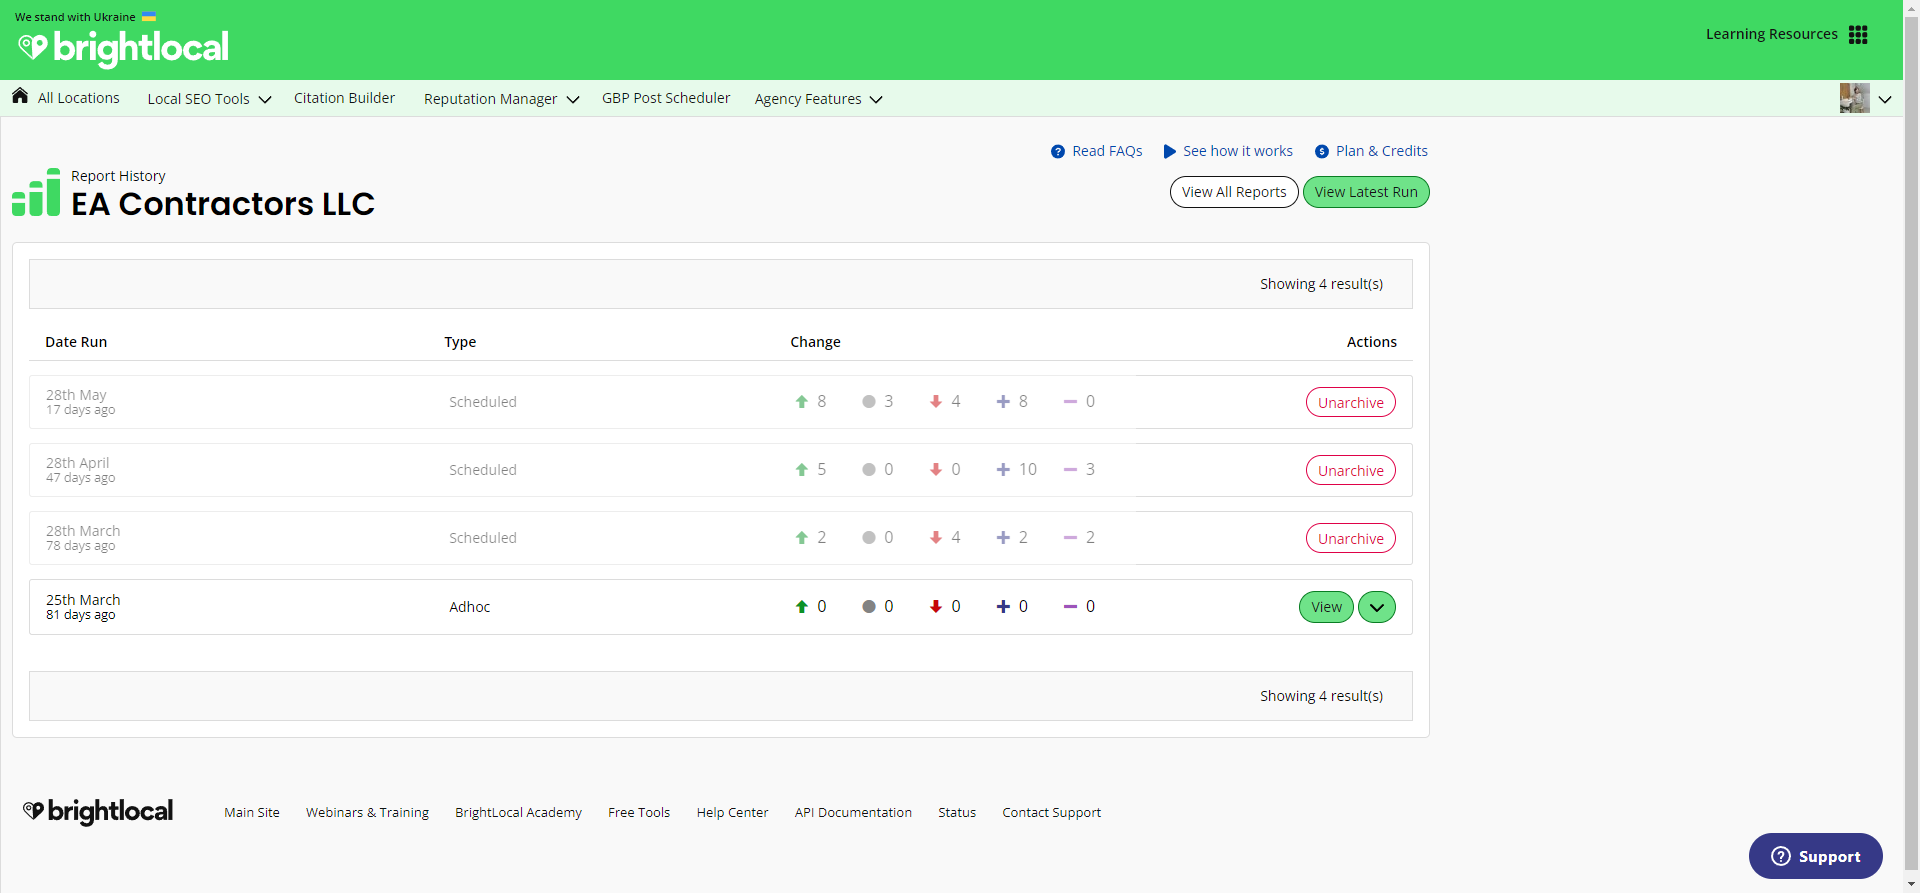 We stand with Ukraine
brightlocal
Learning Resources
All Locations
Local SEO Tools
Citation Builder
Reputation Manager
GBP Post Scheduler
Agency Features
Read FAQs
See how it works
Plan & Credits
Report History
EA Contractors LLC
View All Reports
View Latest Run
Showing 4 result(s)
Date Run Type Change Actions
28th May
17 days ago
Scheduled 8 3 4 8 0 Unarchive
28th April
47 days ago
Scheduled 5 0 0 10 3 Unarchive
28th March
78 days ago
Scheduled 2 0 4 2 2 Unarchive
25th March
81 days ago
Adhoc 0 0 0 0 0 View
Showing 4 result(s)
brightlocal
Main Site
Webinars & Training
BrightLocal Academy
Free Tools
Help Center
API Documentation
Status
Contact Support
Support